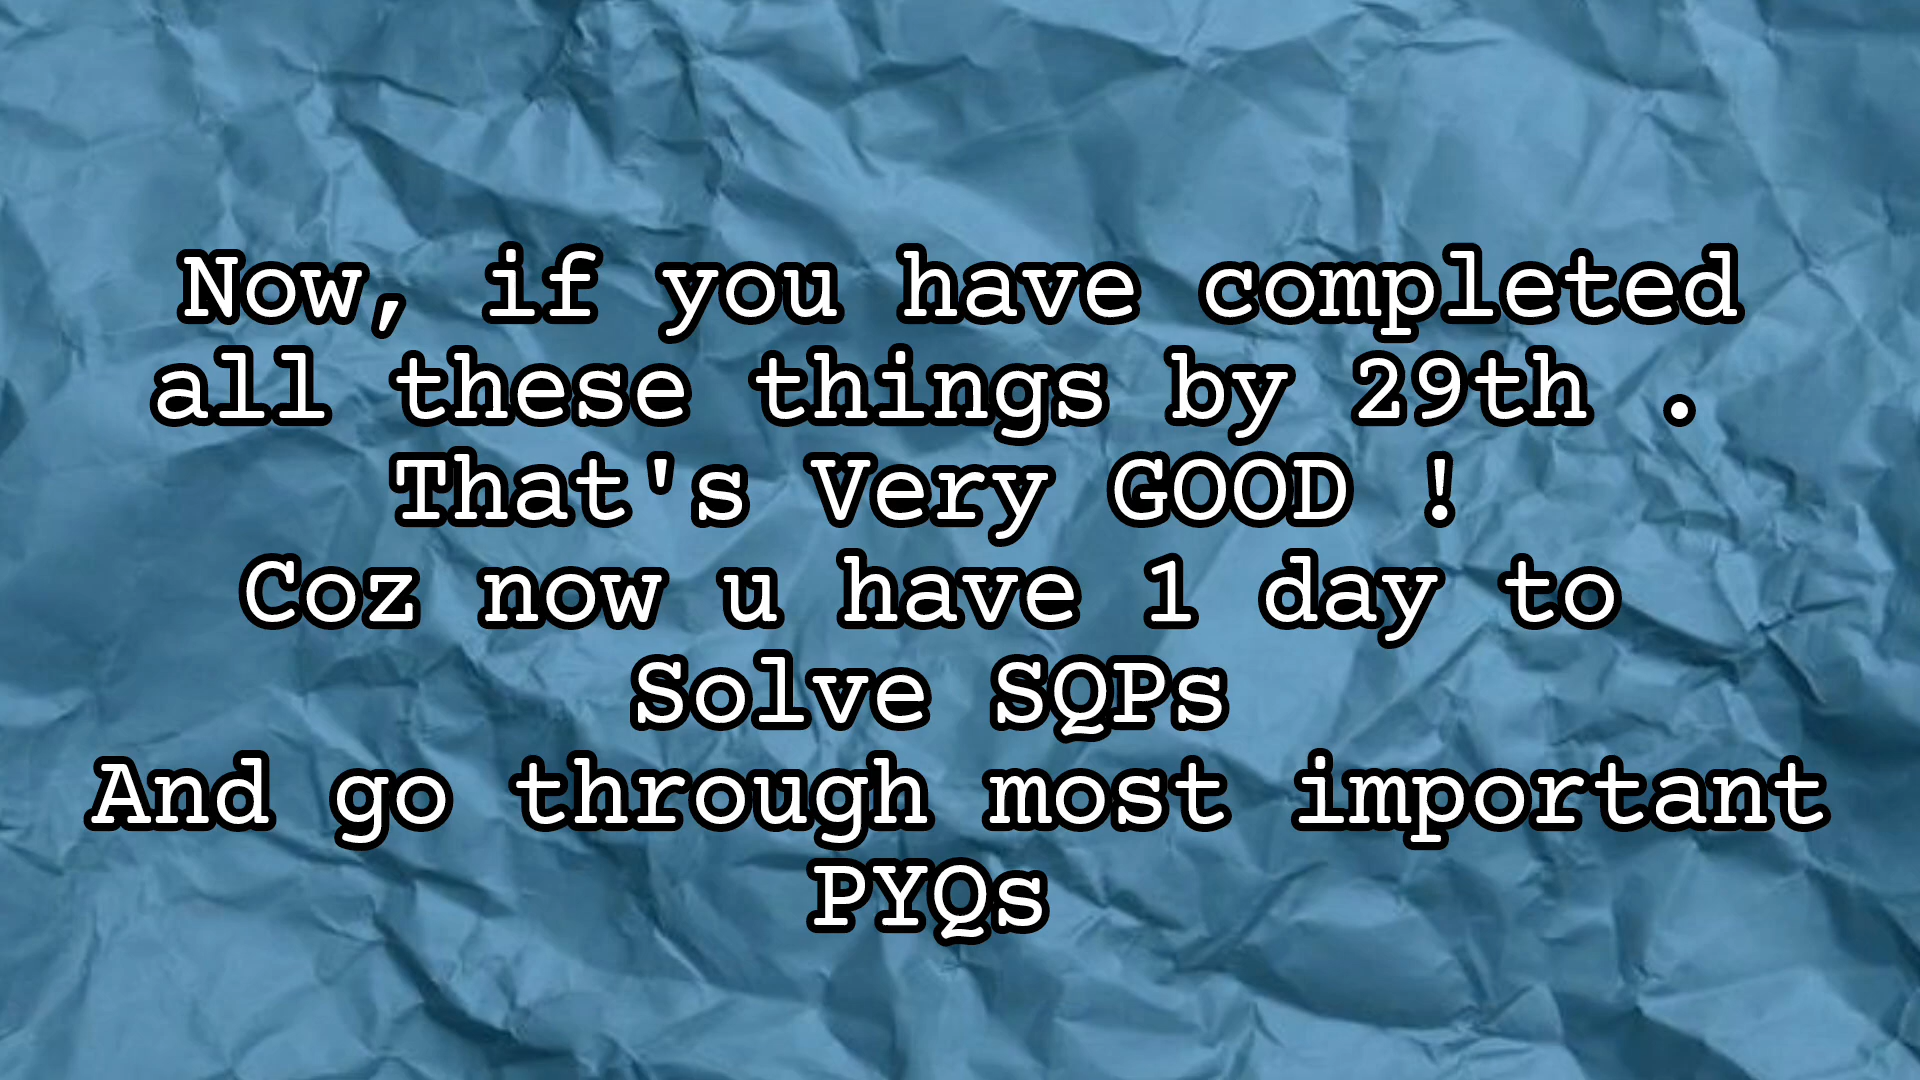 Now, if you have completed
all these things by 29th .
That's Very GOOD !
Coz now u have 1 day to
Solve SQPs
And go through most important
PYQs